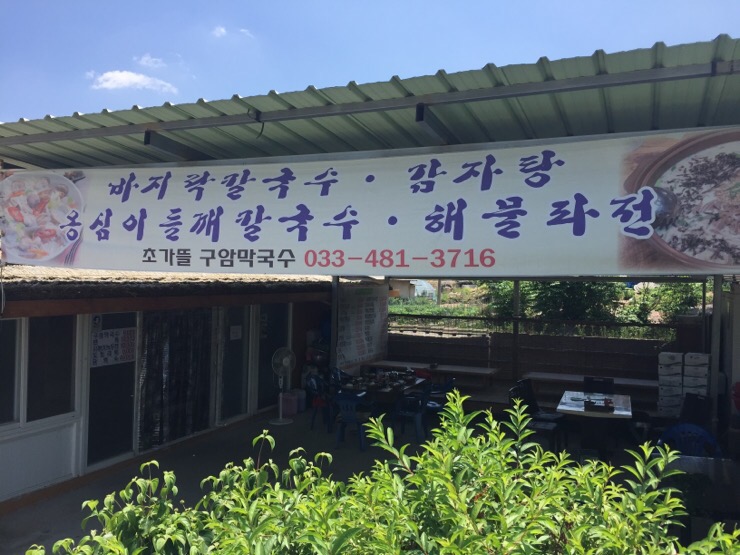 바지락칼국수 · 감자탕
옹심이 들깨칼국수 · 해물파전
초가뜰 구암막국수 033-481-3716